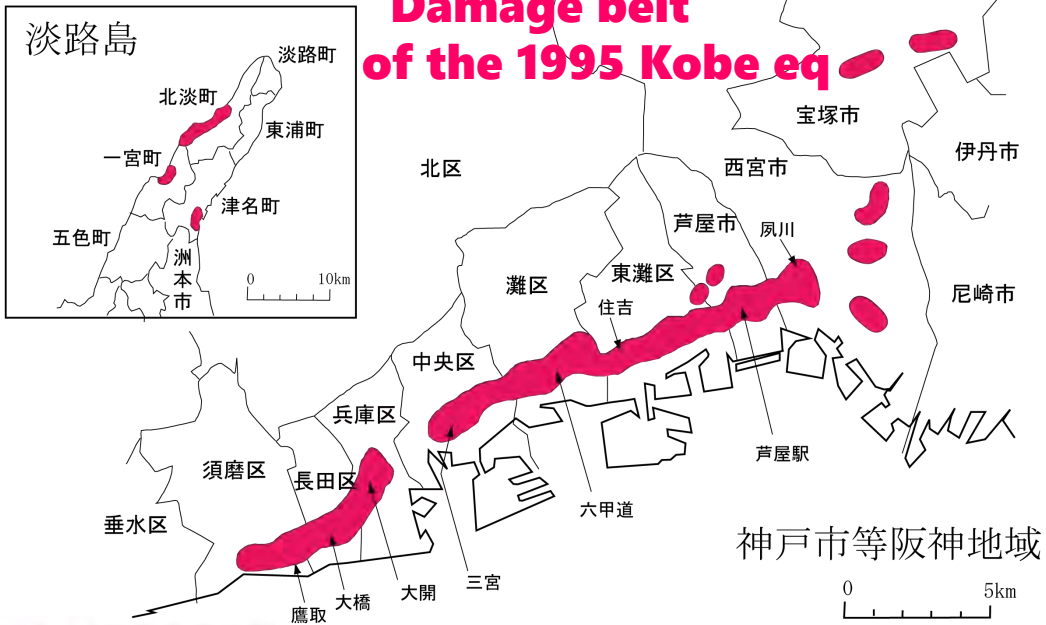 Damage belt
of the 1995 Kobe eq
淡路島
淡路町
北淡町
東浦町
一宮町
津名町
五色町
洲本市
0 10km
宝塚市
伊丹市
北区
西宮市
芦屋市
夙川
東灘区
灘区
住吉
尼崎市
中央区
兵庫区
芦屋駅
須磨区
長田区
六甲道
垂水区
神戸市等阪神地域
三宮
大開
大橋
鷹取
0 5km